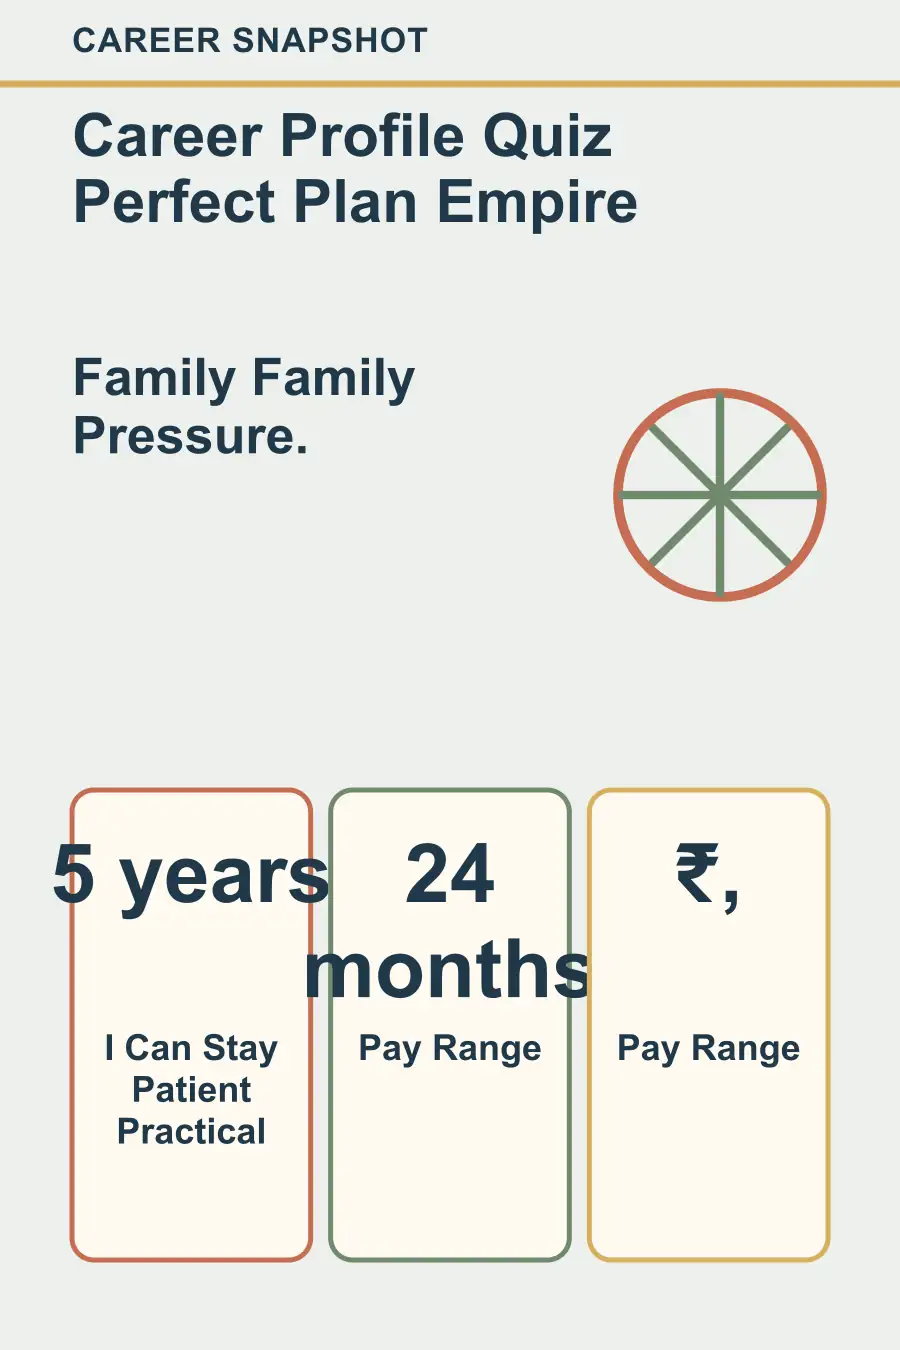 CAREER SNAPSHOT
Career Profile Quiz
Perfect Plan Empire
Family Family
Pressure.
5 years
I Can Stay
Patient
Practical
24
months
Pay Range
₹,
Pay Range